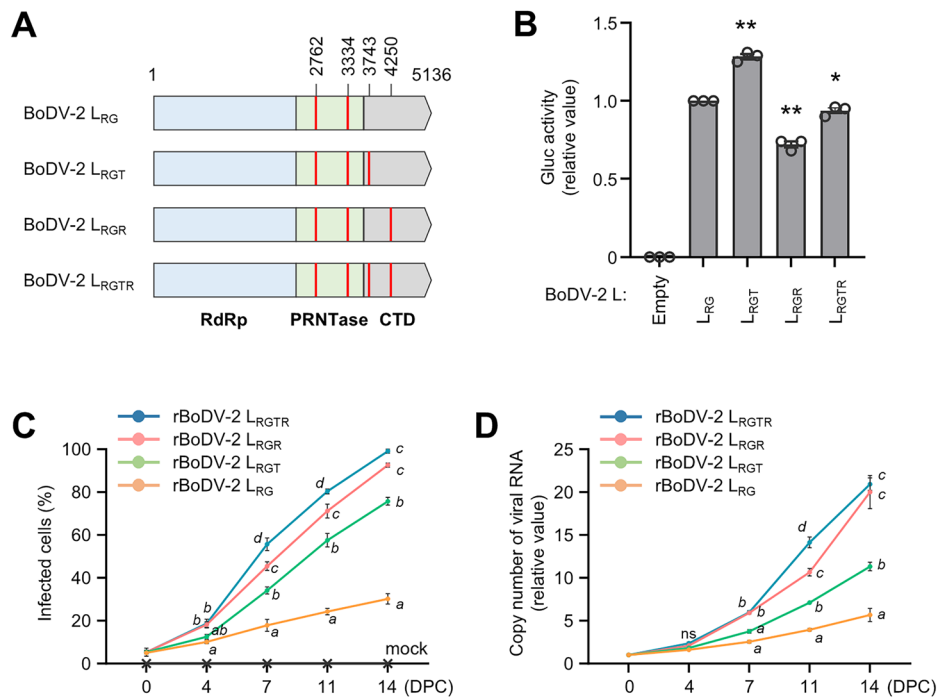 A
1
2762
3334
3743
4250
5136
BoDV-2 LRG
BoDV-2 LRGT
BoDV-2 LRGR
BoDV-2 LRGTR
RdRp PRNTase CTD
B
Gluc activity
(relative value)
1.5
1.0
1.5
0
**
**
*
BoDV-2 L:
Empty
LRG
LRGT
LRGR
LRGTR
C
rBoDV-2 LRGTR
rBoDV-2 LRGR
rBoDV-2 LRGT
rBoDV-2 LRG
Infected cells (%)
100
80
60
40
20
0
b
b
ab
a
d
c
b
a
d
c
b
a
c
c
b
a
mock
0 4 7 11 14 (DPC)
D
rBoDV-2 LRGTR
rBoDV-2 LRGR
rBoDV-2 LRGT
rBoDV-2 LRG
Copy number of viral RNA
(relative value)
25
20
15
10
5
0
ns
b
b
a
a
d
c
b
a
c
c
b
a
0 4 7 11 14 (DPC)